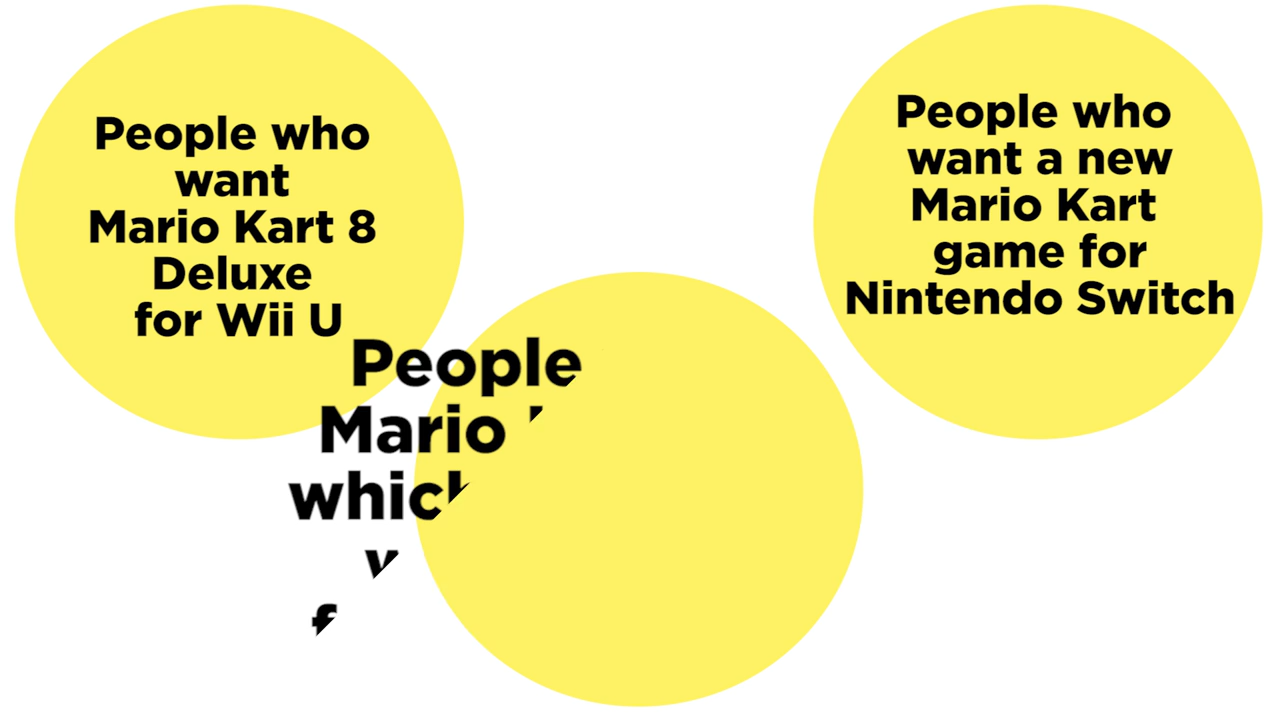 People who
want
Mario Kart 8
Deluxe
for Wii U
People who
want a new
Mario Kart
game for
Nintendo Switch
People
Mario